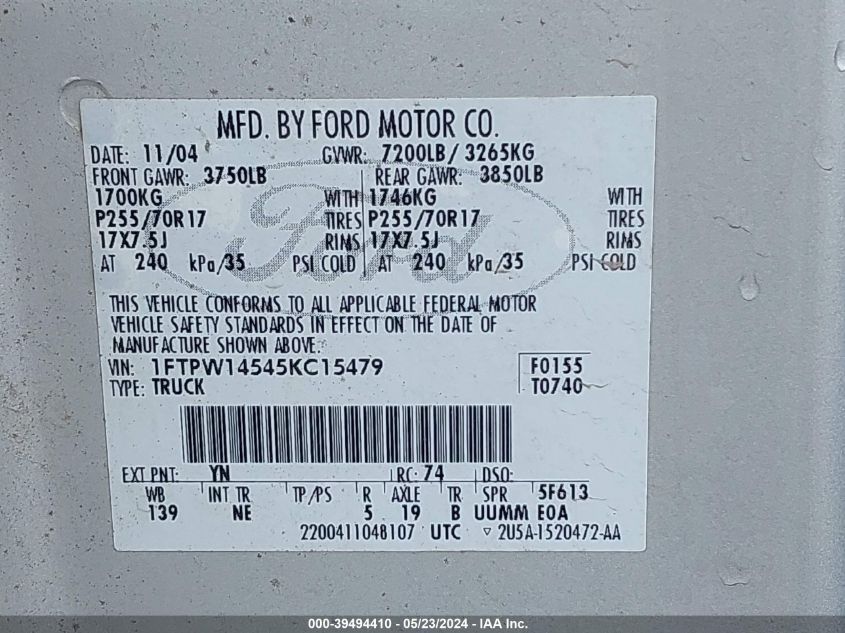 MFD. BY FORD MOTOR CO.
DATE: 11/04 GVWR: 7200LB/ 3265KG
FRONT GAWR: 3750LB REAR GAWR: 3850LB
1700KG WITH 1746KG WITH
P255/70R17 TIRES P255/70R17 TIRES
17X7.5J RIMS 17X7.5J RIMS
AT 240 kPa/35 PSI COLD AT 240 kPa/35 PSI COLD
Ford
THIS VEHICLE CONFORMS TO ALL APPLICABLE FEDERAL MOTOR
VEHICLE SAFETY STANDARDS IN EFFECT ON THE DATE OF
MANUFACTURE SHOWN ABOVE.
VIN: 1FTPW14545KC15479 F0155
TYPE: TRUCK T0740
EXT PNT: YN RC: 74 DSO:
WB INT TR TP/PS R AXLE TR SPR 5F613
139 NE 5 19 B UUMM E0A
2200411048107 UTC ▽ 2U5A-1520472-AA
000-39494410 - 05/23/2024 - IAA Inc.